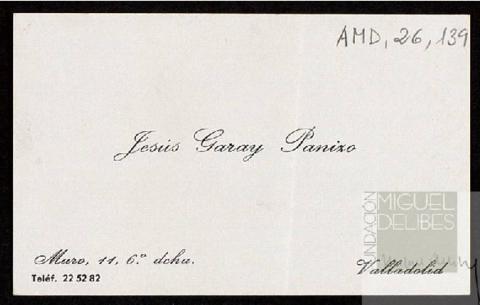 AMD, 26, 139
Jesús Garay Panizo
FUNDACIÓN
MIGUEL
DELIBES
Muro, 11, 6.º dcha.
Valladolid
Teléf. 22 52 82